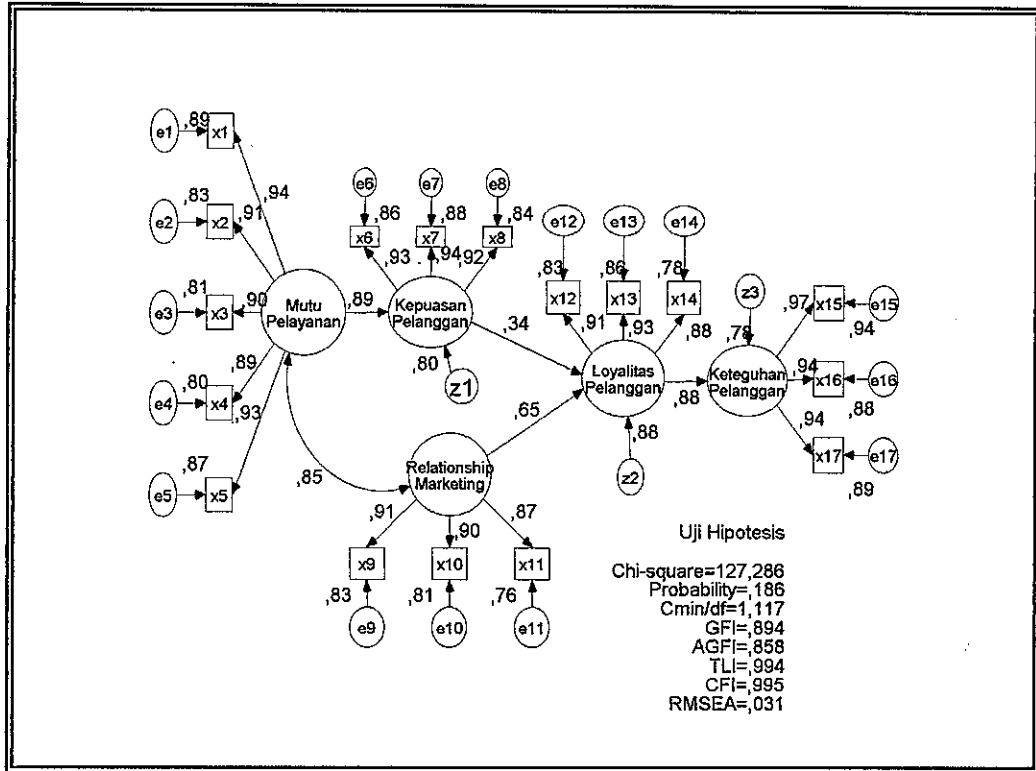 e1
,89
x1
,94
e2
,83
x2
,91
e3
,81
x3
,90
e4
,80
x4
,89
e5
,87
x5
,93
Mutu
Pelayanan
,89
e6
e7
e8
,86
,88
,84
x6
x7
x8
,93
,94
,92
Kepuasan
Pelanggan
,80
z1
,34
,85
Relationship
Marketing
,65
,91
,90
,87
x9
x10
x11
,83
,81
,76
e9
e10
e11
e12
e13
e14
,83
,86
,78
x12
x13
x14
,91
,93
,88
Loyalitas
Pelanggan
,88
z2
,88
z3
,78
Keteguhan
Pelanggan
,97
x15
e15
,94
,94
x16
e16
,88
,94
x17
e17
,89
Uji Hipotesis
Chi-square=127,286
Probability=,186
Cmin/df=1,117
GFI=,894
AGFI=,858
TLI=,994
CFI=,995
RMSEA=,031